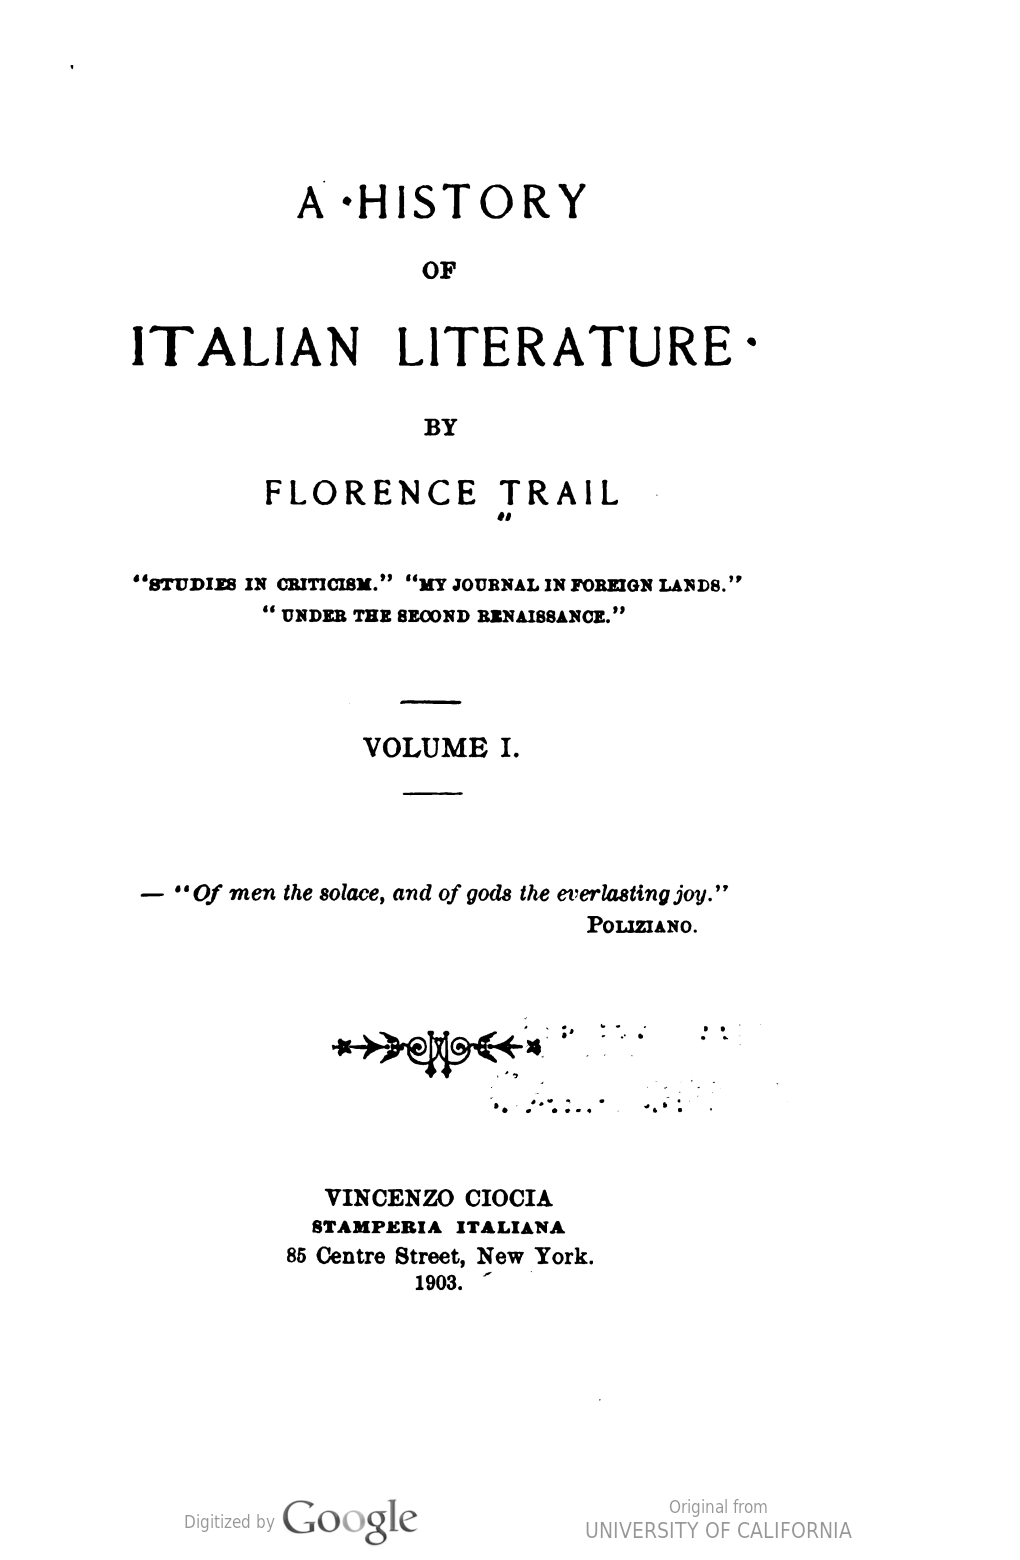 A HISTORY
OF
ITALIAN LITERATURE
BY
FLORENCE TRAIL
"STUDIES IN CRITICISM." "MY JOURNAL IN FOREIGN LANDS."
"UNDER THE SECOND RENAISSANCE."
VOLUME I.
— "Of men the solace, and of gods the everlasting joy."
POLIZIANO.
VINCENZO CIOCIA
STAMPERIA ITALIANA
85 Centre Street, New York.
1903.
Digitized by Google
Original from
UNIVERSITY OF CALIFORNIA